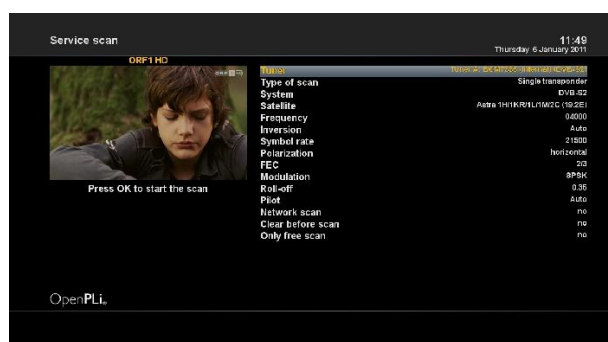 Service scan
11:49
Thursday 6 January 2011
ORF1 HD
Tuner
Type of scan Single transponder
System DVB-S2
Satellite Astra 1H/1KR/1L/1M/2C (19.2E)
Frequency 04000
Inversion Auto
Symbol rate 21500
Polarization horizontal
FEC 2/3
Modulation 8PSK
Roll-off 0.35
Pilot Auto
Network scan no
Clear before scan no
Only free scan no
Press OK to start the scan
OpenPLi®